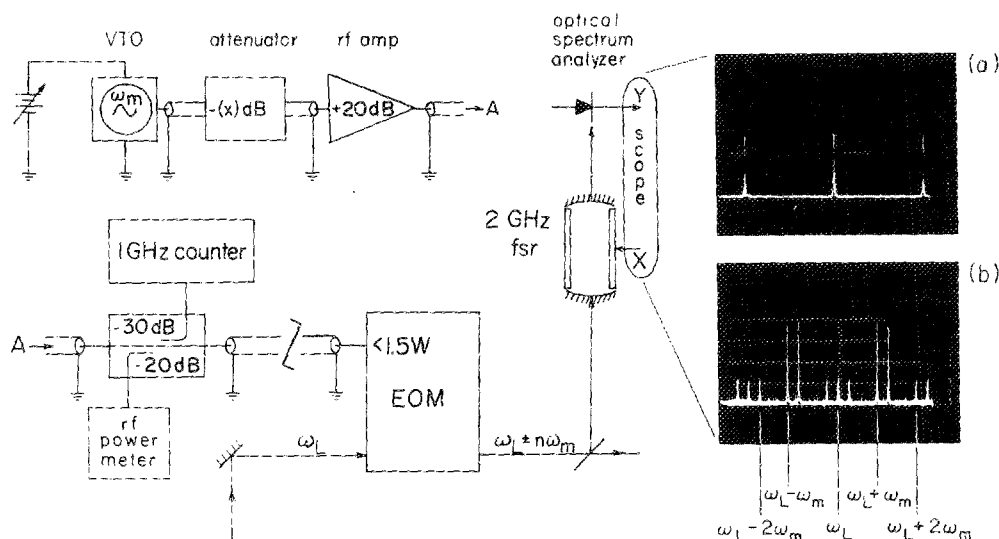 VTO
attenuator
rf amp
ωm
-(x)dB
+20dB
A
optical
spectrum
analyzer
Y
scope
X
2 GHz
fsr
(a)
(b)
1GHz counter
A
-30dB
-20dB
rf
power
meter
<1.5W
EOM
ωL
ωL ± nωm
ωL-ωm
ωL+ωm
ωL-2ωm
ωL
ωL+2ωm